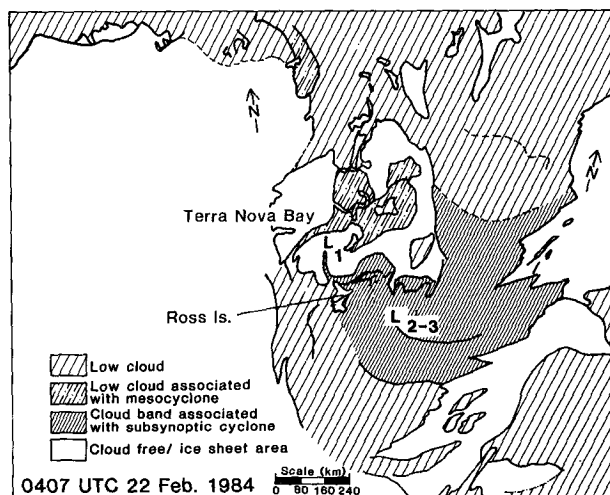 N
N
Terra Nova Bay
L 1
Ross Is.
L 2-3
Low cloud
Low cloud associated
with mesocyclone
Cloud band associated
with subsynoptic cyclone
Cloud free/ ice sheet area
0407 UTC 22 Feb. 1984
Scale (km)
0 80 160 240